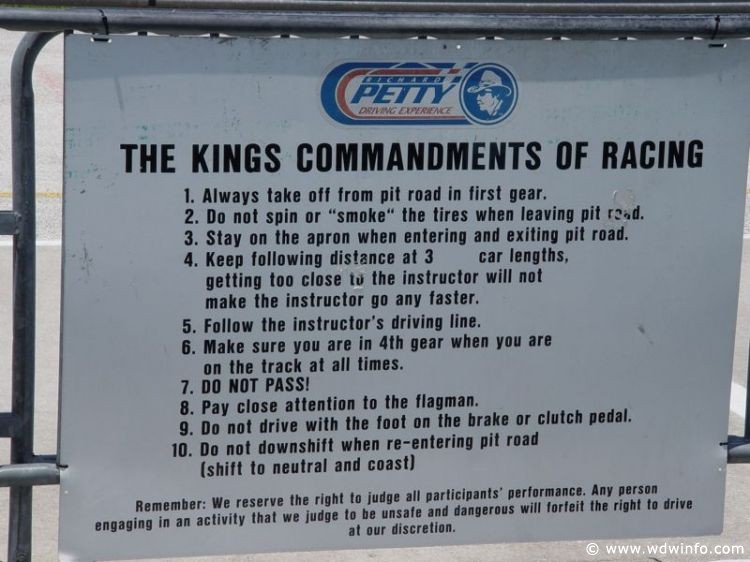 RICHARD
PETTY
DRIVING EXPERIENCE
THE KINGS COMMANDMENTS OF RACING
1. Always take off from pit road in first gear.
2. Do not spin or "smoke" the tires when leaving pit road.
3. Stay on the apron when entering and exiting pit road.
4. Keep following distance at 3 car lengths,
getting too close to the instructor will not
make the instructor go any faster.
5. Follow the instructor's driving line.
6. Make sure you are in 4th gear when you are
on the track at all times.
7. DO NOT PASS!
8. Pay close attention to the flagman.
9. Do not drive with the foot on the brake or clutch pedal.
10. Do not downshift when re-entering pit road
(shift to neutral and coast)
Remember: We reserve the right to judge all participants' performance. Any person
engaging in an activity that we judge to be unsafe and dangerous will forfeit the right to drive
at our discretion.
© www.wdwinfo.com